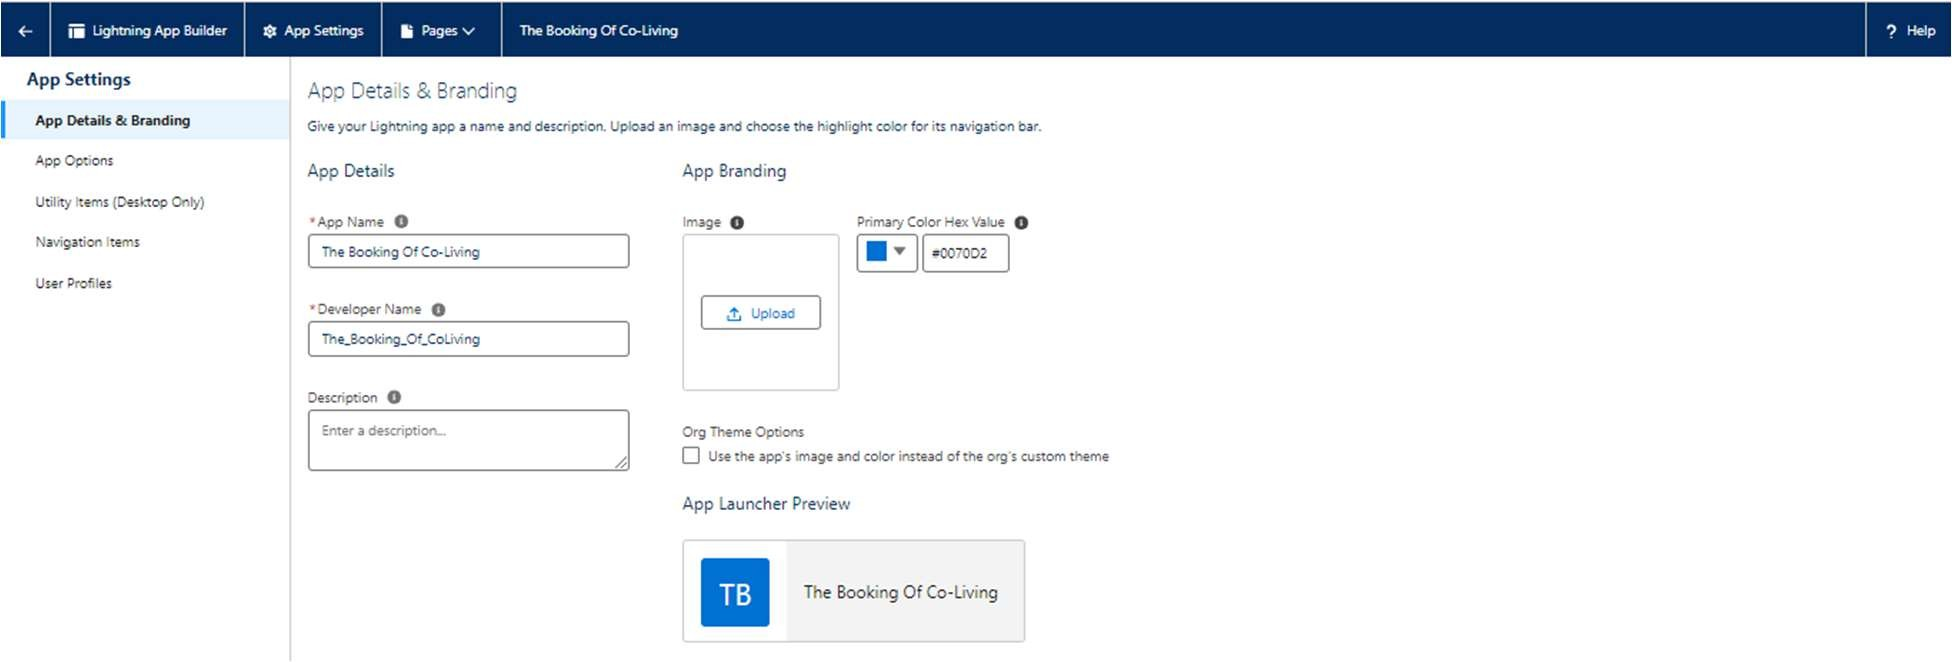 Lightning App Builder
App Settings
Pages
The Booking Of Co-Living
? Help
App Settings
App Details & Branding
App Options
Utility Items (Desktop Only)
Navigation Items
User Profiles
App Details & Branding
Give your Lightning app a name and description. Upload an image and choose the highlight color for its navigation bar.
App Details
*App Name
The Booking Of Co-Living
*Developer Name
The_Booking_Of_CoLiving
Description
Enter a description...
App Branding
Image
Upload
Primary Color Hex Value
#0070D2
Org Theme Options
Use the app's image and color instead of the org's custom theme
App Launcher Preview
TB
The Booking Of Co-Living